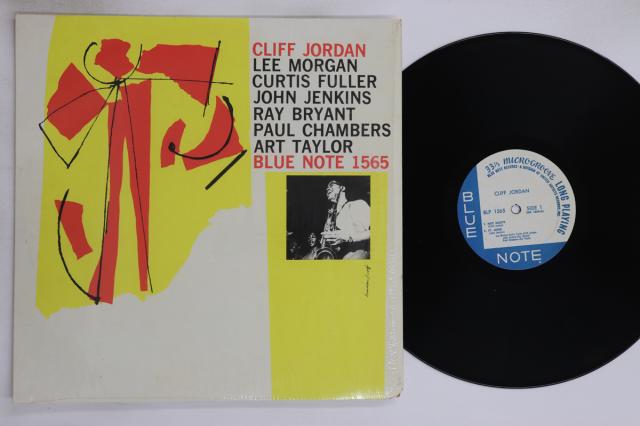 CLIFF JORDAN
LEE MORGAN
CURTIS FULLER
JOHN JENKINS
RAY BRYANT
PAUL CHAMBERS
ART TAYLOR
BLUE NOTE 1565
33⅓ MICROGROOVE LONG PLAYING
CLIFF JORDAN
BLP 1565 SIDE 1
BLUE
NOTE